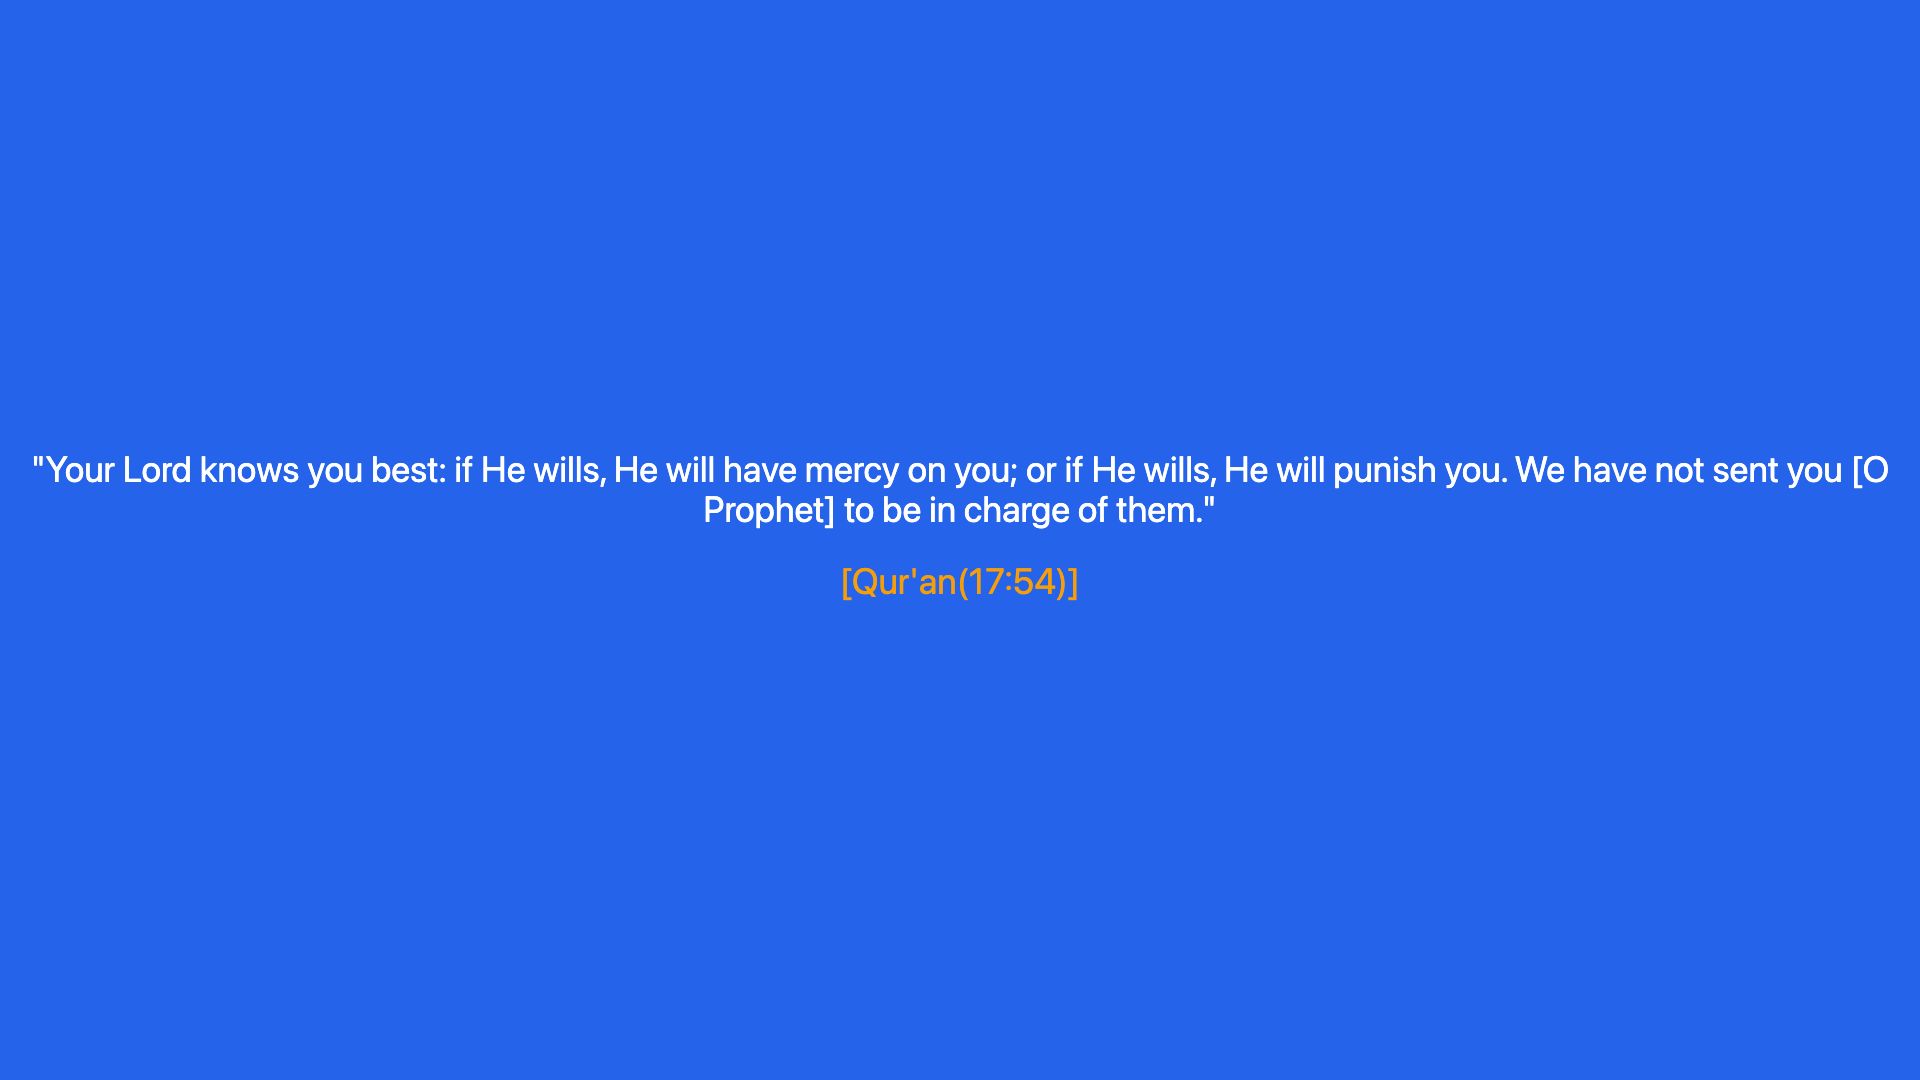 "Your Lord knows you best: if He wills, He will have mercy on you; or if He wills, He will punish you. We have not sent you [O
Prophet] to be in charge of them."
[Qur'an(17:54)]